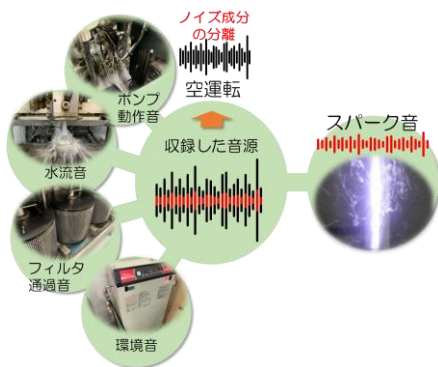 ノイズ成分
の分離
空運転
ポンプ
動作音
収録した音源
スパーク音
水流音
フィルタ
通過音
環境音